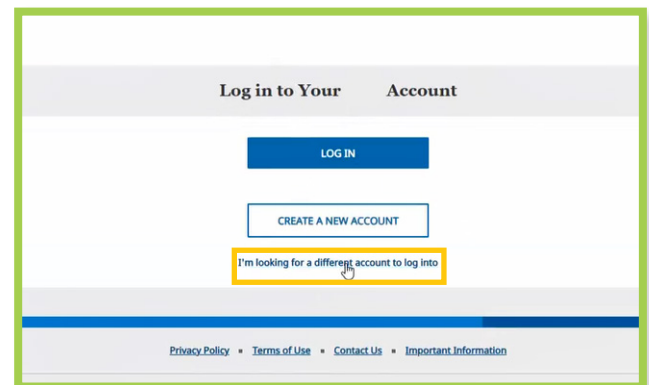 Log in to Your Account
LOG IN
CREATE A NEW ACCOUNT
I'm looking for a different account to log into
Privacy Policy ▪ Terms of Use ▪ Contact Us ▪ Important Information